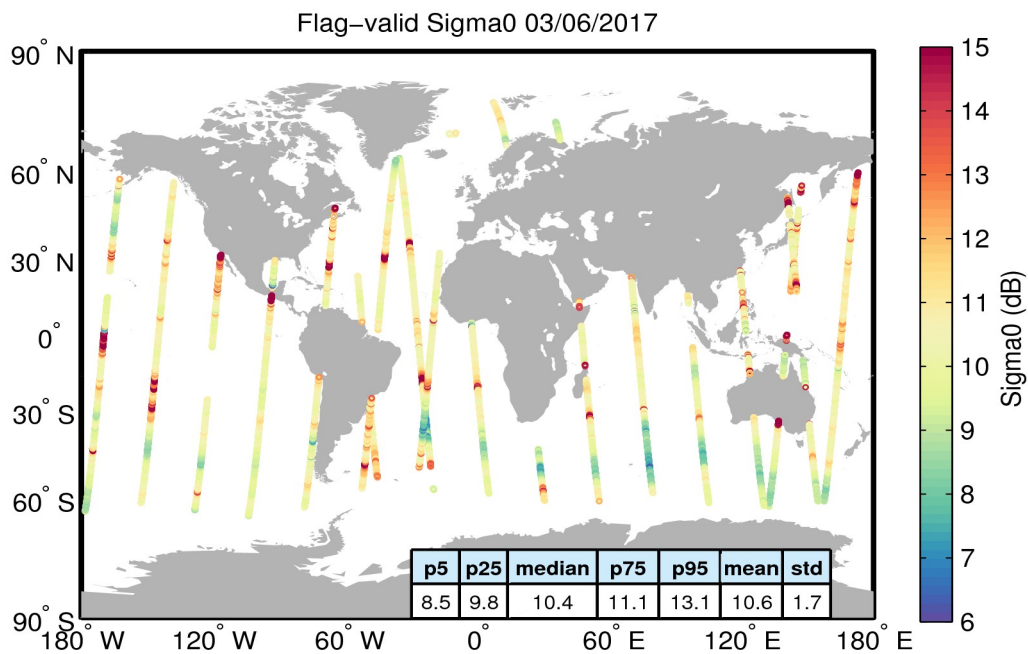 Flag−valid Sigma0 03/06/2017
90° N
60° N
30° N
0°
30° S
60° S
90° S
180° W
120° W
60° W
0°
60° E
120° E
180° E
p5 p25 median p75 p95 mean std
8.5 9.8 10.4 11.1 13.1 10.6 1.7
15
14
13
12
11
10
9
8
7
6
Sigma0 (dB)